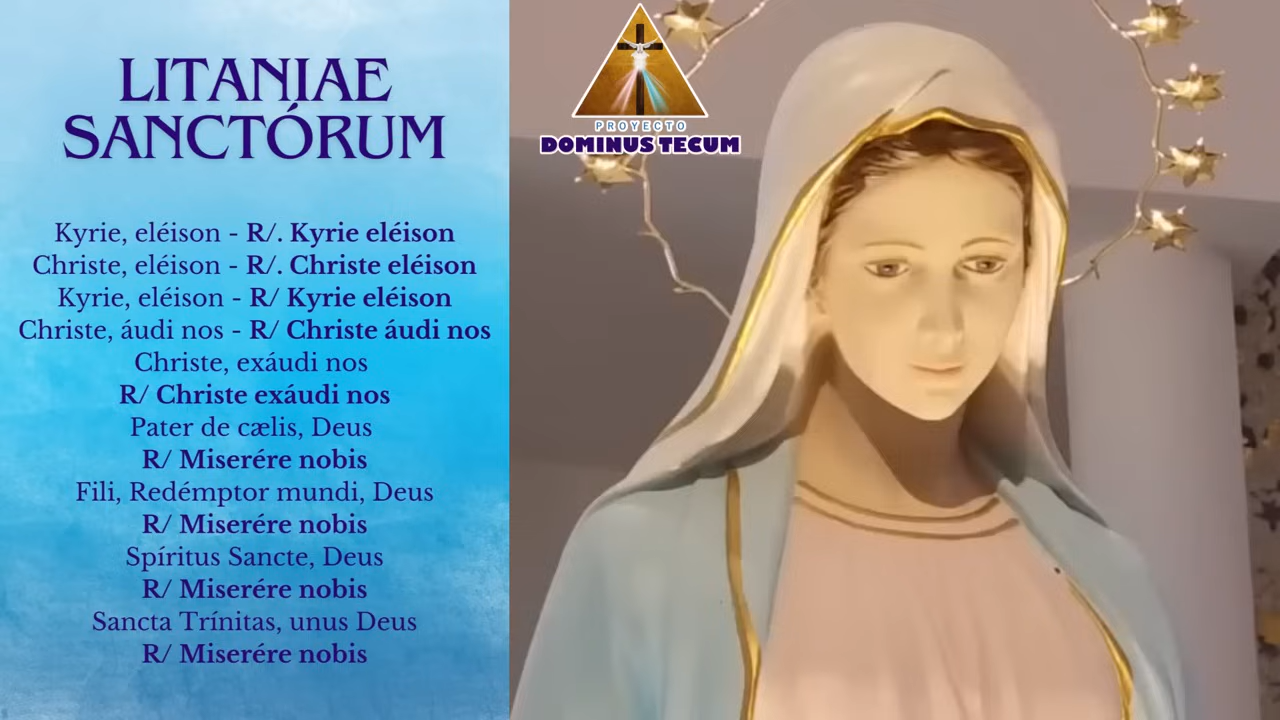 LITANIAE
SANCTÓRUM
Kyrie, eléison - R/. Kyrie eléison
Christe, eléison - R/. Christe eléison
Kyrie, eléison - R/ Kyrie eléison
Christe, áudi nos - R/ Christe áudi nos
Christe, exáudi nos
R/ Christe exáudi nos
Pater de cælis, Deus
R/ Miserére nobis
Fili, Redémptor mundi, Deus
R/ Miserére nobis
Spíritus Sancte, Deus
R/ Miserére nobis
Sancta Trínitas, unus Deus
R/ Miserére nobis
PROYECTO
DOMINUS TECUM